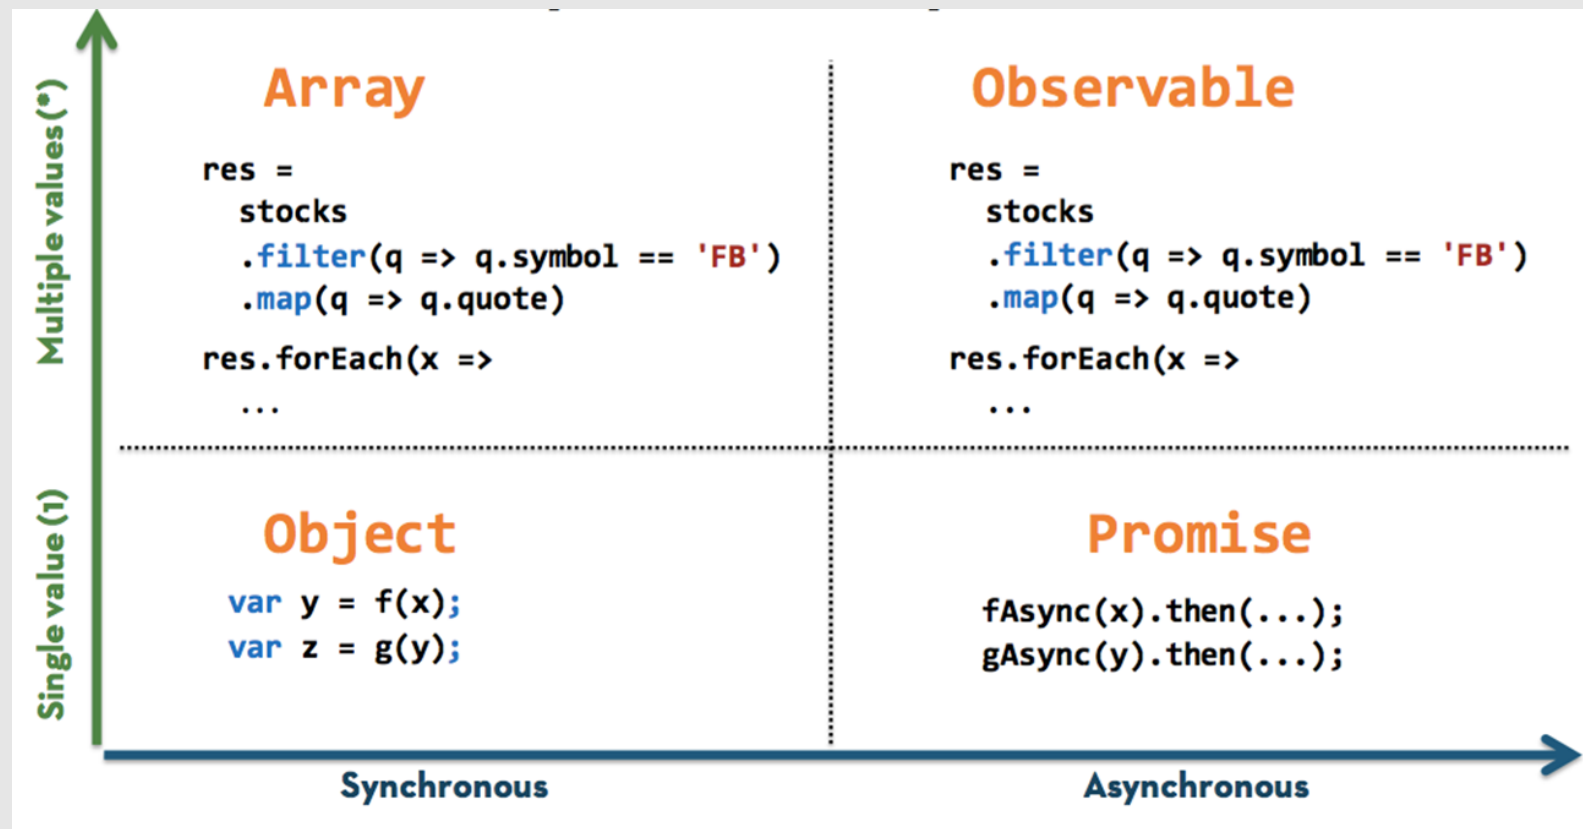 Multiple values(*)
Array
res =
stocks
.filter(q => q.symbol == 'FB')
.map(q => q.quote)
res.forEach(x =>
...
Observable
res =
stocks
.filter(q => q.symbol == 'FB')
.map(q => q.quote)
res.forEach(x =>
...
Single value(1)
Object
var y = f(x);
var z = g(y);
Promise
fAsync(x).then(...);
gAsync(y).then(...);
Synchronous
Asynchronous